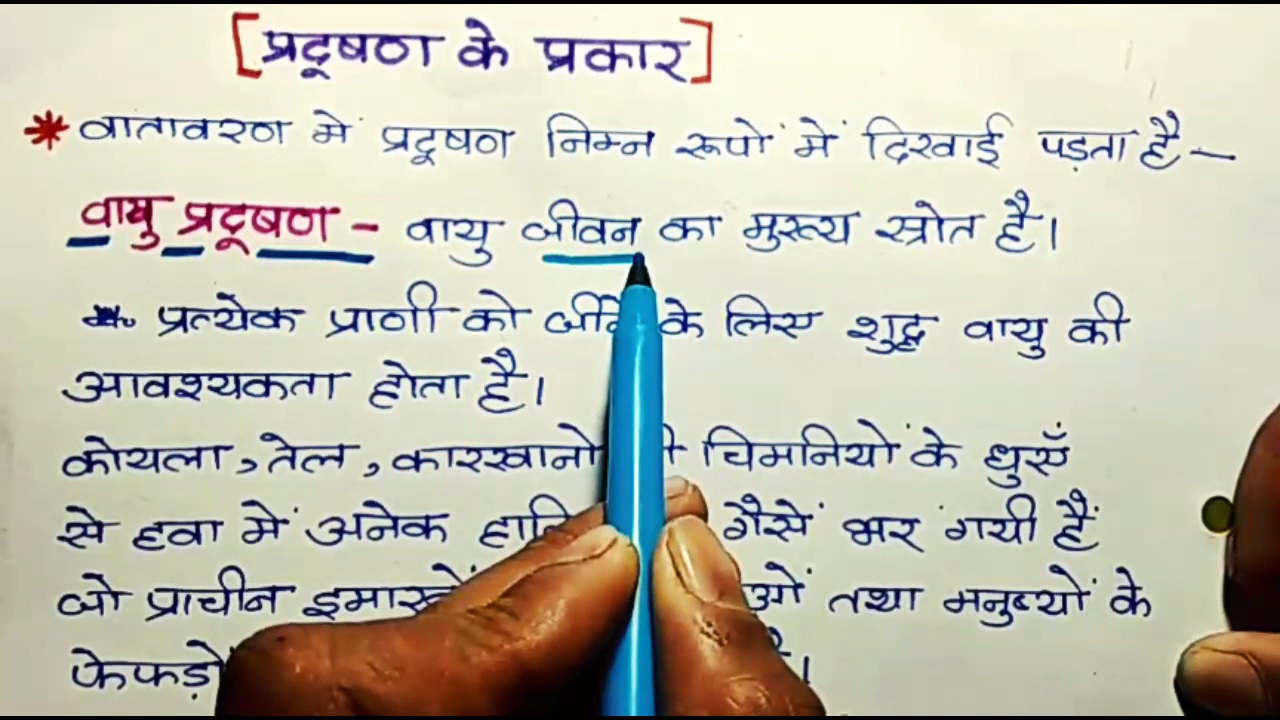 [प्रदूषण के प्रकार]
* वातावरण में प्रदूषण निम्न रूपों में दिखाई पड़ता है –
वायु प्रदूषण - वायु जीवन का मुख्य स्रोत है।
प्रत्येक प्राणी को जीने के लिए शुद्ध वायु की
आवश्यकता होता है।
कोयला, तेल, कारखानो चिमनियों के धुएँ
से हवा में अनेक गैसें भर गयी हैं
जो प्राचीन तथा मनुष्यों के
फेफड़ों